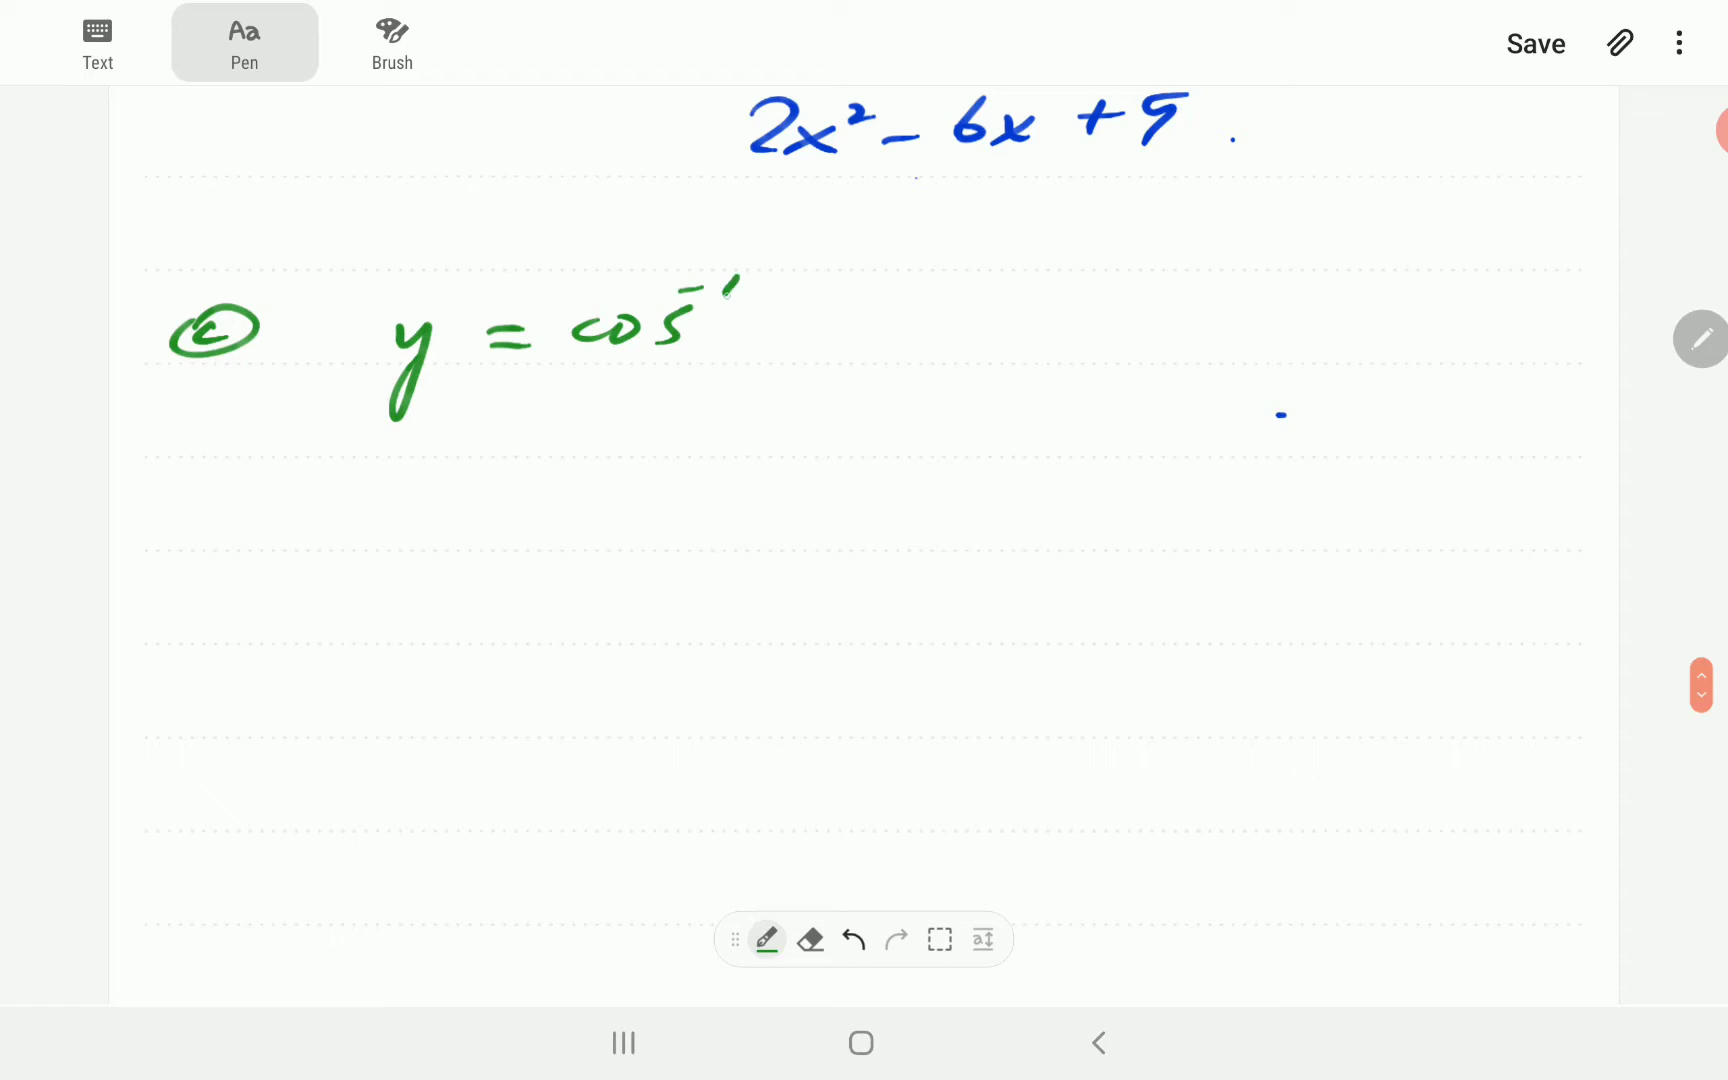 Text Pen Brush Save
2x² - 6x + 9 .
ⓒ y = cos⁻¹